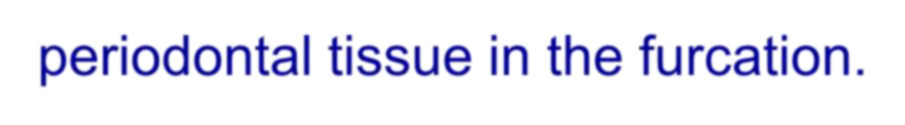 periodontal tissue in the furcation.